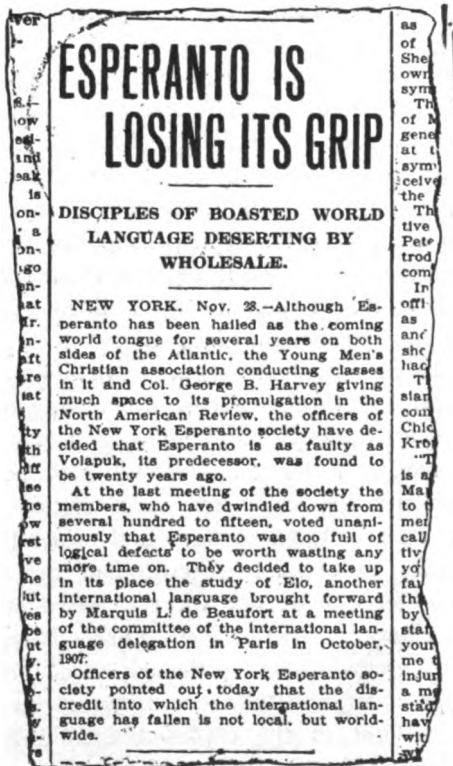 ESPERANTO IS
LOSING ITS GRIP
DISCIPLES OF BOASTED WORLD
LANGUAGE DESERTING BY
WHOLESALE.
NEW YORK. Nov. 28.—Although Es-
peranto has been hailed as the coming
world tongue for several years on both
sides of the Atlantic, the Young Men's
Christian association conducting classes
in it and Col. George B. Harvey giving
much space to its promulgation in the
North American Review, the officers of
the New York Esperanto society have de-
cided that Esperanto is as faulty as
Volapuk, its predecessor, was found to
be twenty years ago.
At the last meeting of the society the
members, who have dwindled down from
several hundred to fifteen, voted unani-
mously that Esperanto was too full of
logical defects to be worth wasting any
more time on. They decided to take up
in its place the study of Elo, another
international language brought forward
by Marquis L. de Beaufort at a meeting
of the committee of the international lan-
guage delegation in Paris in October,
1907.
Officers of the New York Esperanto so-
ciety pointed out today that the dis-
credit into which the international lan-
guage has fallen is not local, but world-
wide.